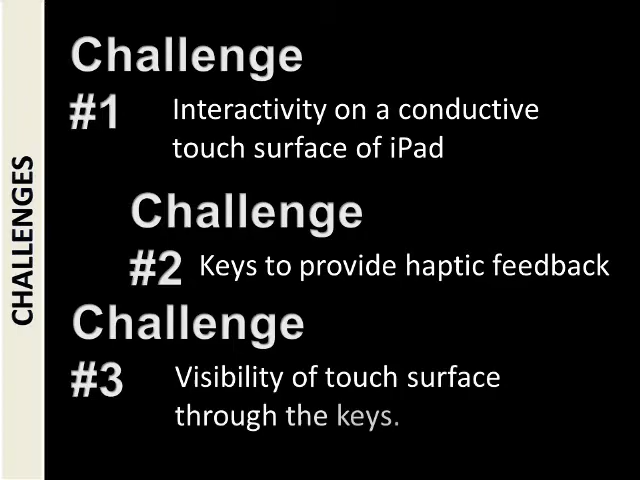 CHALLENGES
Challenge
#1 Interactivity on a conductive
touch surface of iPad
Challenge
#2 Keys to provide haptic feedback
Challenge
#3 Visibility of touch surface
through the keys.